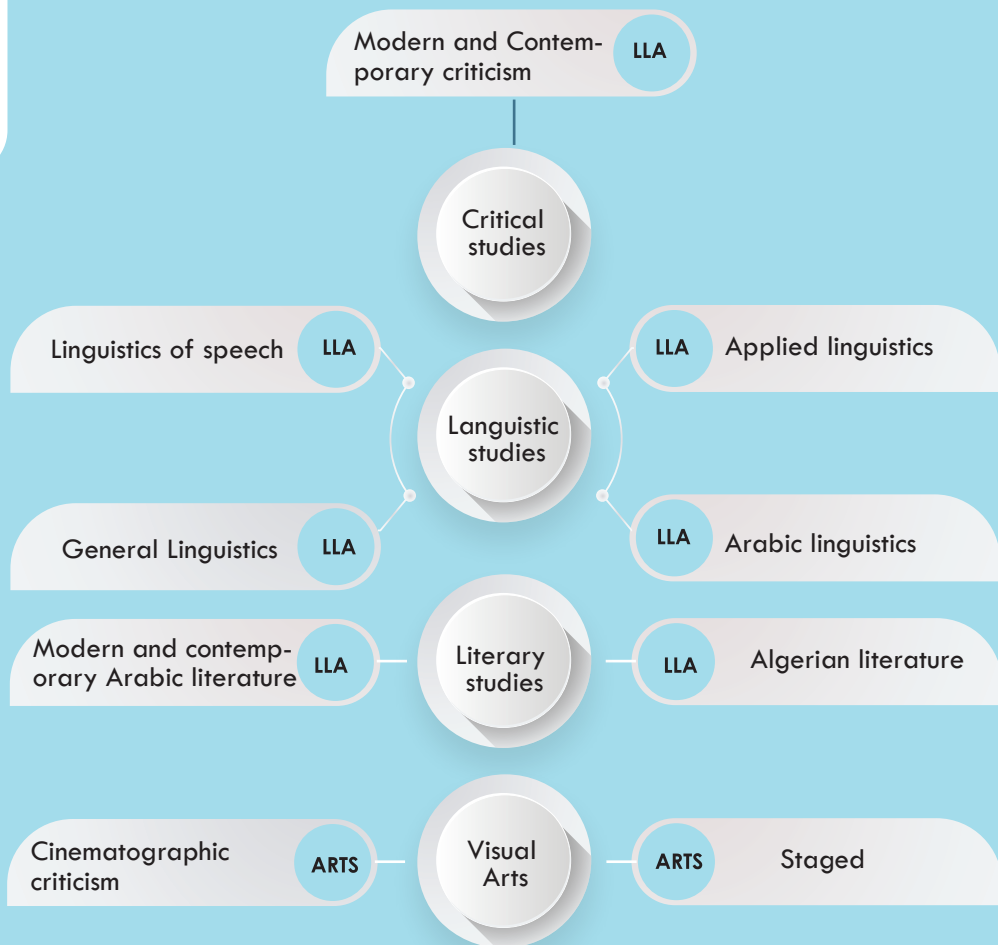 Modern and Contem-
porary criticism
LLA
Critical
studies
Linguistics of speech
LLA
LLA
Applied linguistics
Languistic
studies
General Linguistics
LLA
LLA
Arabic linguistics
Modern and contemp-
orary Arabic literature
LLA
Literary
studies
LLA
Algerian literature
Cinematographic
criticism
ARTS
Visual
Arts
ARTS
Staged